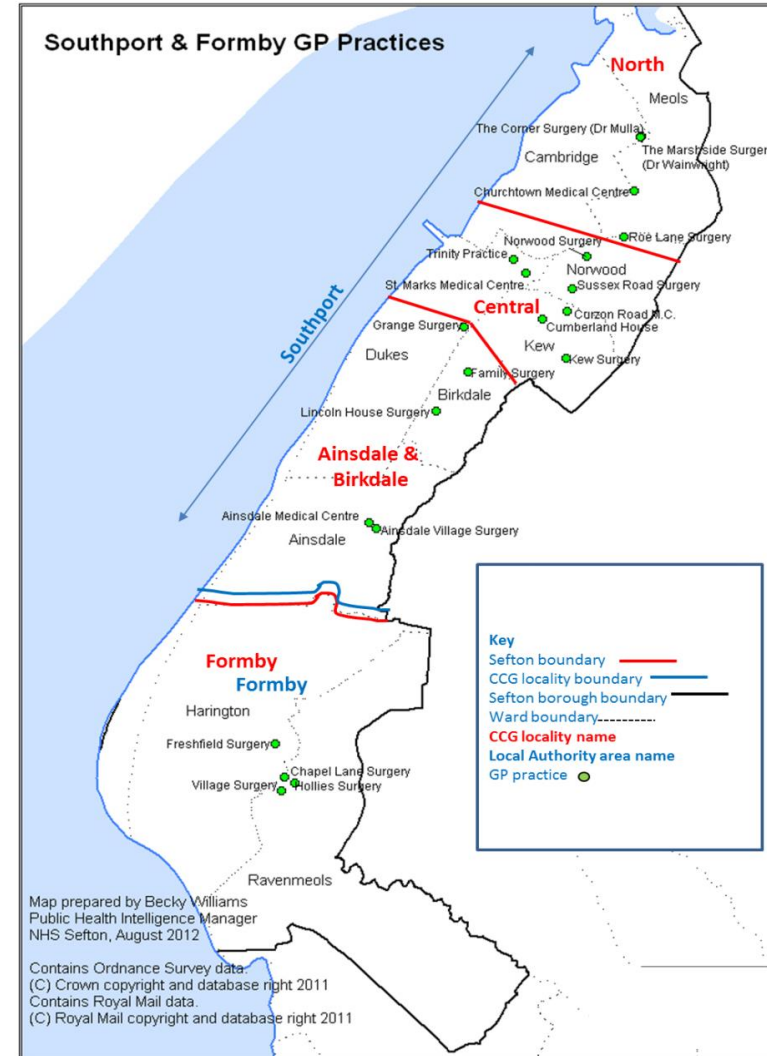 Southport & Formby GP Practices
North
Meols
The Corner Surgery (Dr Mulla)
The Marshside Surgery
(Dr Wainwright)
Cambridge
Churchtown Medical Centre
Roe Lane Surgery
Norwood Surgery
Trinity Practice
Norwood
St. Marks Medical Centre
Sussex Road Surgery
Central
Curzon Road M.C.
Cumberland House
Grange Surgery
Southport
Dukes
Kew
Kew Surgery
Family Surgery
Birkdale
Lincoln House Surgery
Ainsdale &
Birkdale
Ainsdale Medical Centre
Ainsdale Village Surgery
Ainsdale
Key
Sefton boundary
CCG locality boundary
Sefton borough boundary
Ward boundary
CCG locality name
Local Authority area name
GP practice
Formby
Formby
Harington
Freshfield Surgery
Chapel Lane Surgery
Village Surgery
Hollies Surgery
Ravenmeols
Map prepared by Becky Williams
Public Health Intelligence Manager
NHS Sefton, August 2012
Contains Ordnance Survey data.
(C) Crown copyright and database right 2011
Contains Royal Mail data.
(C) Royal Mail copyright and database right 2011